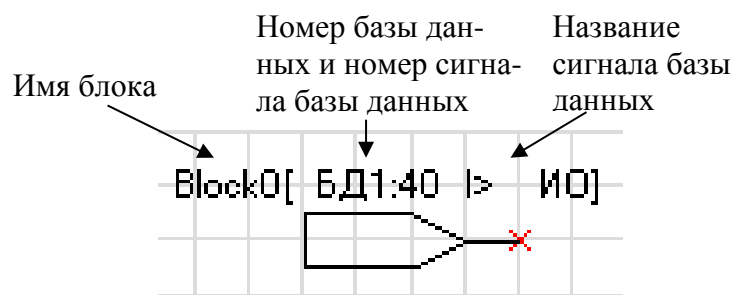 Номер базы дан-
ных и номер сигна-
ла базы данных
Название
сигнала базы
данных
Имя блока
Block0[ БД1:40 |> ИО]